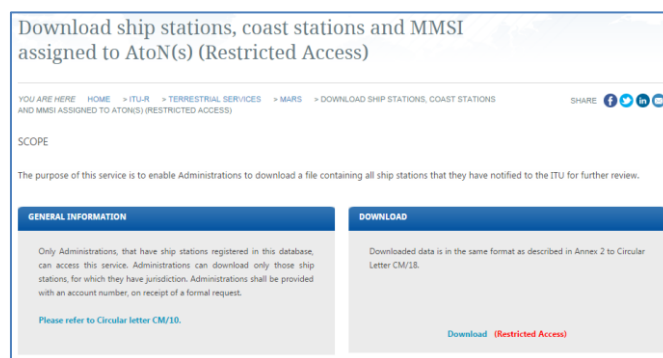 Download ship stations, coast stations and MMSI
assigned to AtoN(s) (Restricted Access)
YOU ARE HERE HOME > ITU-R > TERRESTRIAL SERVICES > MARS > DOWNLOAD SHIP STATIONS, COAST STATIONS
AND MMSI ASSIGNED TO ATON(S) (RESTRICTED ACCESS)
SHARE
SCOPE
The purpose of this service is to enable Administrations to download a file containing all ship stations that they have notified to the ITU for further review.
GENERAL INFORMATION
Only Administrations, that have ship stations registered in this database,
can access this service. Administrations can download only those ship
stations, for which they have jurisdiction. Administrations shall be provided
with an account number, on receipt of a formal request.
Please refer to Circular letter CM/10.
DOWNLOAD
Downloaded data is in the same format as described in Annex 2 to Circular
Letter CM/18.
Download (Restricted Access)